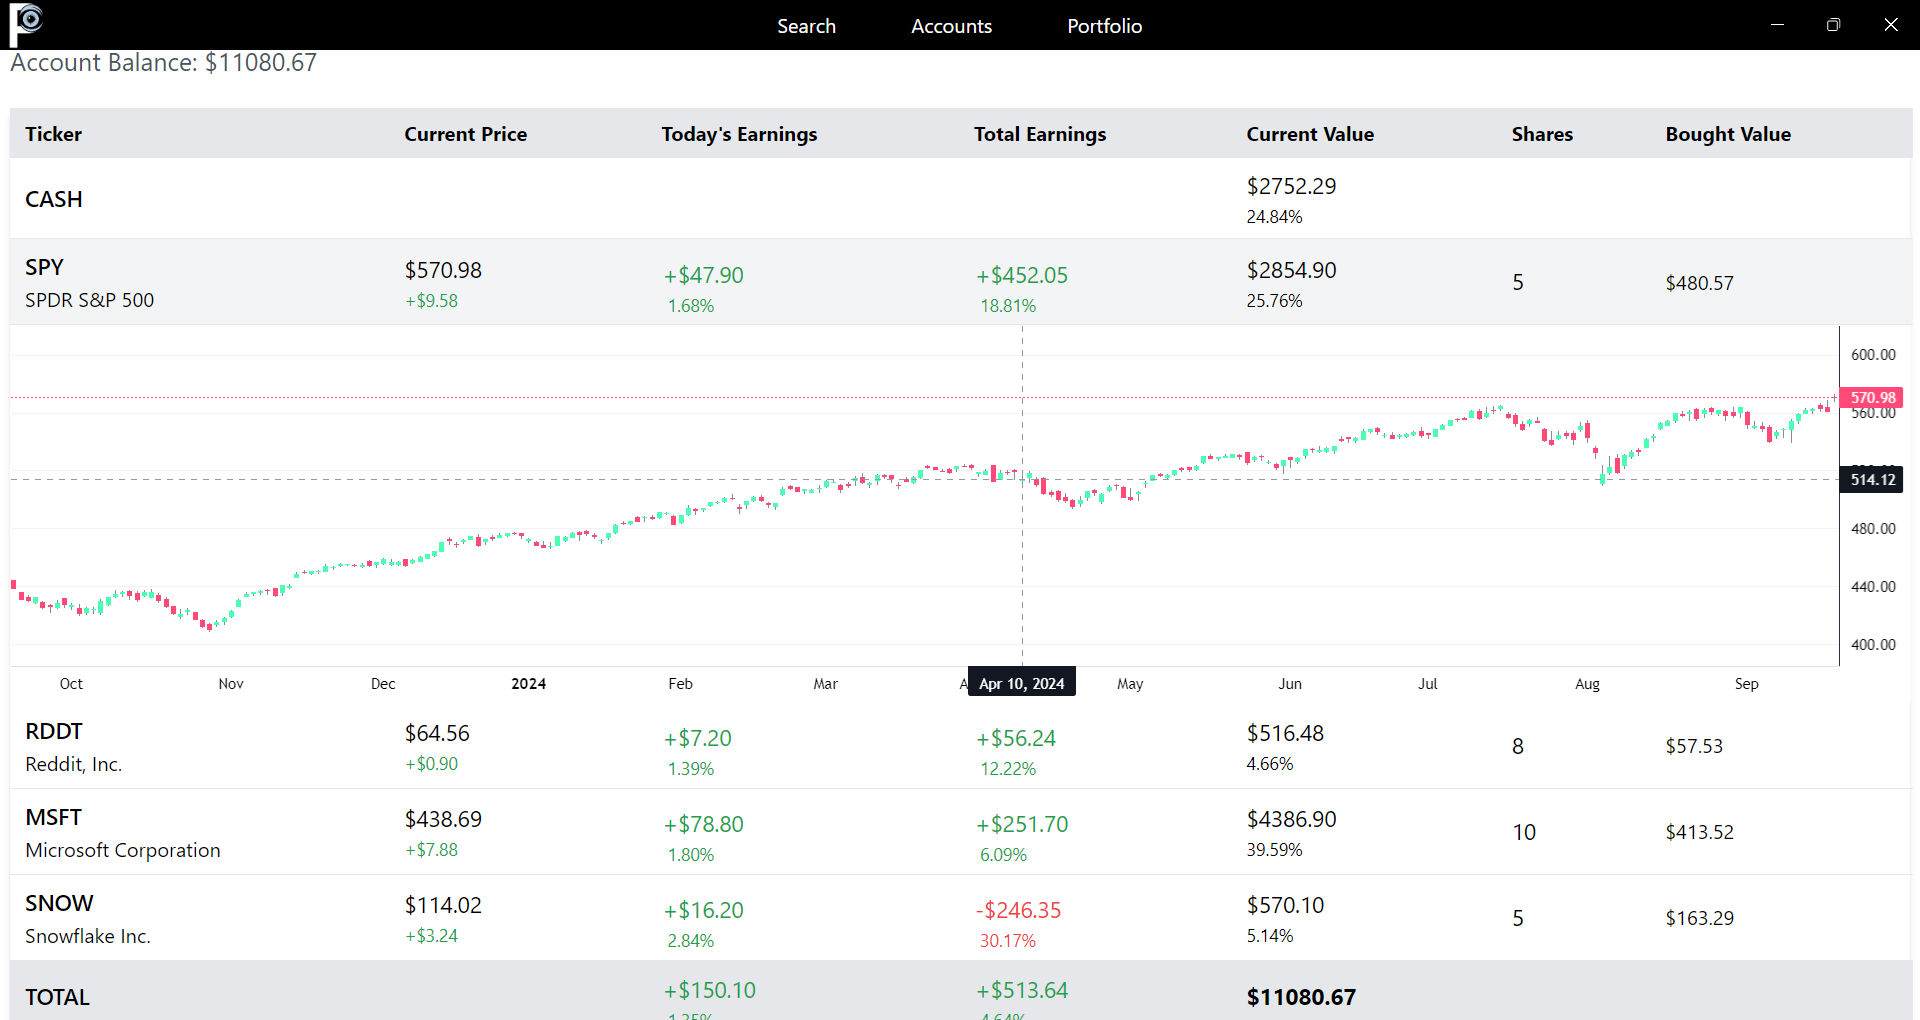 Search Accounts Portfolio
Account Balance: $11080.67
Ticker Current Price Today's Earnings Total Earnings Current Value Shares Bought Value
CASH $2752.29
24.84%
SPY $570.98 +$47.90 +$452.05 $2854.90 5 $480.57
SPDR S&P 500 +$9.58 1.68% 18.81% 25.76%
600.00
570.98
560.00
514.12
480.00
440.00
400.00
Oct Nov Dec 2024 Feb Mar Apr 10, 2024 May Jun Jul Aug Sep
RDDT $64.56 +$7.20 +$56.24 $516.48 8 $57.53
Reddit, Inc. +$0.90 1.39% 12.22% 4.66%
MSFT $438.69 +$78.80 +$251.70 $4386.90 10 $413.52
Microsoft Corporation +$7.88 1.80% 6.09% 39.59%
SNOW $114.02 +$16.20 -$246.35 $570.10 5 $163.29
Snowflake Inc. +$3.24 2.84% 30.17% 5.14%
TOTAL +$150.10 +$513.64 $11080.67